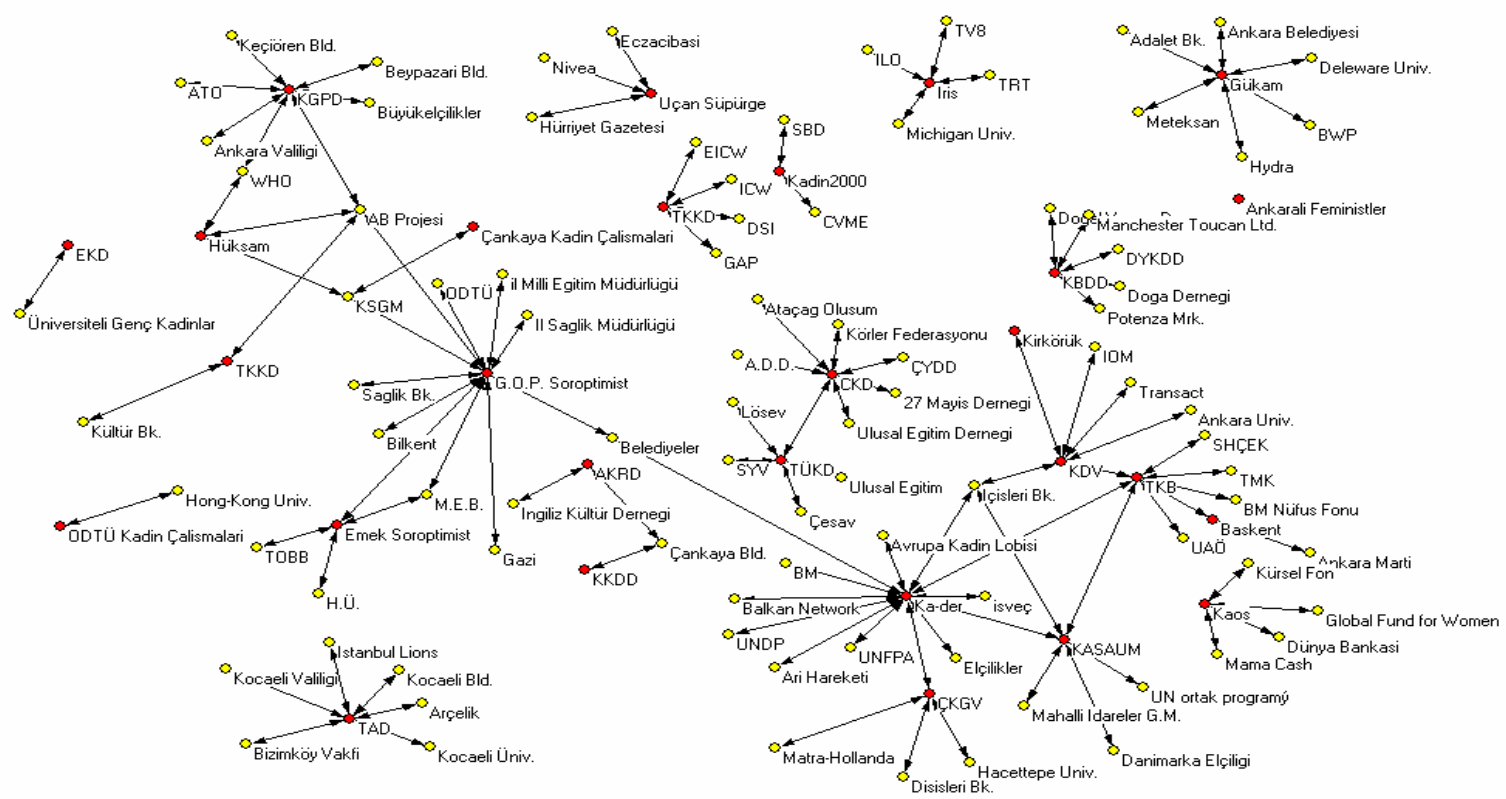 Keçiören Bld.
Beypazari Bld.
ATO
KGPD
Büyükelçilikler
Ankara Valiligi
WHO
AB Projesi
Hüksam
EKD
Üniversiteli Genç Kadinlar
Çankaya Kadin Çalismalari
KSGM
TKKD
Kültür Bk.
Eczacibasi
Nivea
Uçan Süpürge
Hürriyet Gazetesi
TV8
ILO
Iris
TRT
Michigan Univ.
Adalet Bk.
Ankara Belediyesi
Deleware Univ.
Gükam
Meteksan
BWP
Hydra
SBD
Kadin2000
CVME
EICW
ICW
TKKD
DSI
GAP
Ankarali Feministler
Manchester Toucan Ltd.
DYKDD
KBDD
Doga Dernegi
Potenza Mrk.
ODTÜ
il Milli Egitim Müdürlügü
Il Saglik Müdürlügü
G.O.P. Soroptimist
Saglik Bk.
Bilkent
Belediyeler
M.E.B.
Emek Soroptimist
TOBB
H.Ü.
Gazi
Hong-Kong Univ.
ODTÜ Kadin Çalismalari
AKRD
Ingiliz Kültür Dernegi
Çankaya Bld.
KKDD
Ataçag Olusum
Körler Federasyonu
A.D.D.
ÇKD
ÇYDD
27 Mayis Dernegi
Ulusal Egitim Dernegi
Lösev
SYV
TÜKD
Ulusal Egitim
Çesav
Kirkörük
IOM
Transact
Ankara Univ.
KDV
SHÇEK
TKB
TMK
BM Nüfus Fonu
Baskent
UAÖ
Ankara Marti
Içisleri Bk.
Avrupa Kadin Lobisi
BM
Balkan Network
Ka-der
isveç
UNDP
UNFPA
Elçilikler
Ari Hareketi
KASAUM
UN ortak programý
Mahalli Idareler G.M.
Danimarka Elçiligi
ÇKGV
Matra-Hollanda
Hacettepe Univ.
Disisleri Bk.
Kürsel Fon
Kaos
Global Fund for Women
Dünya Bankasi
Mama Cash
Istanbul Lions
Kocaeli Valiligi
Kocaeli Bld.
Arçelik
TAD
Bizimköy Vakfi
Kocaeli Üniv.